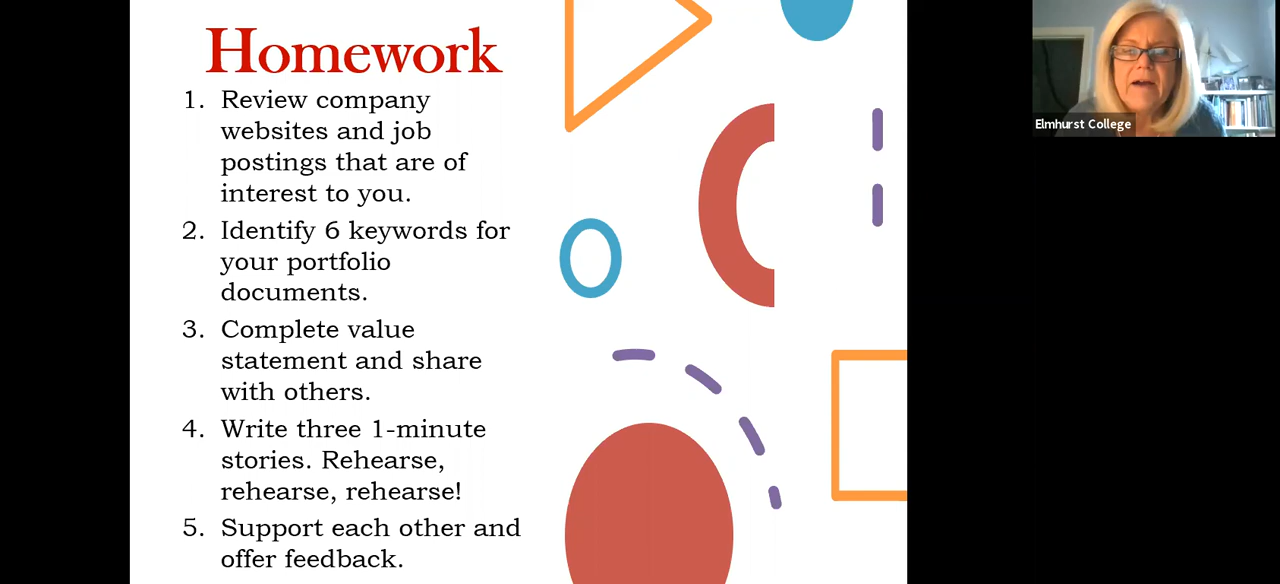 Homework
1. Review company
websites and job
postings that are of
interest to you.
2. Identify 6 keywords for
your portfolio
documents.
3. Complete value
statement and share
with others.
4. Write three 1-minute
stories. Rehearse,
rehearse, rehearse!
5. Support each other and
offer feedback.
Elmhurst College